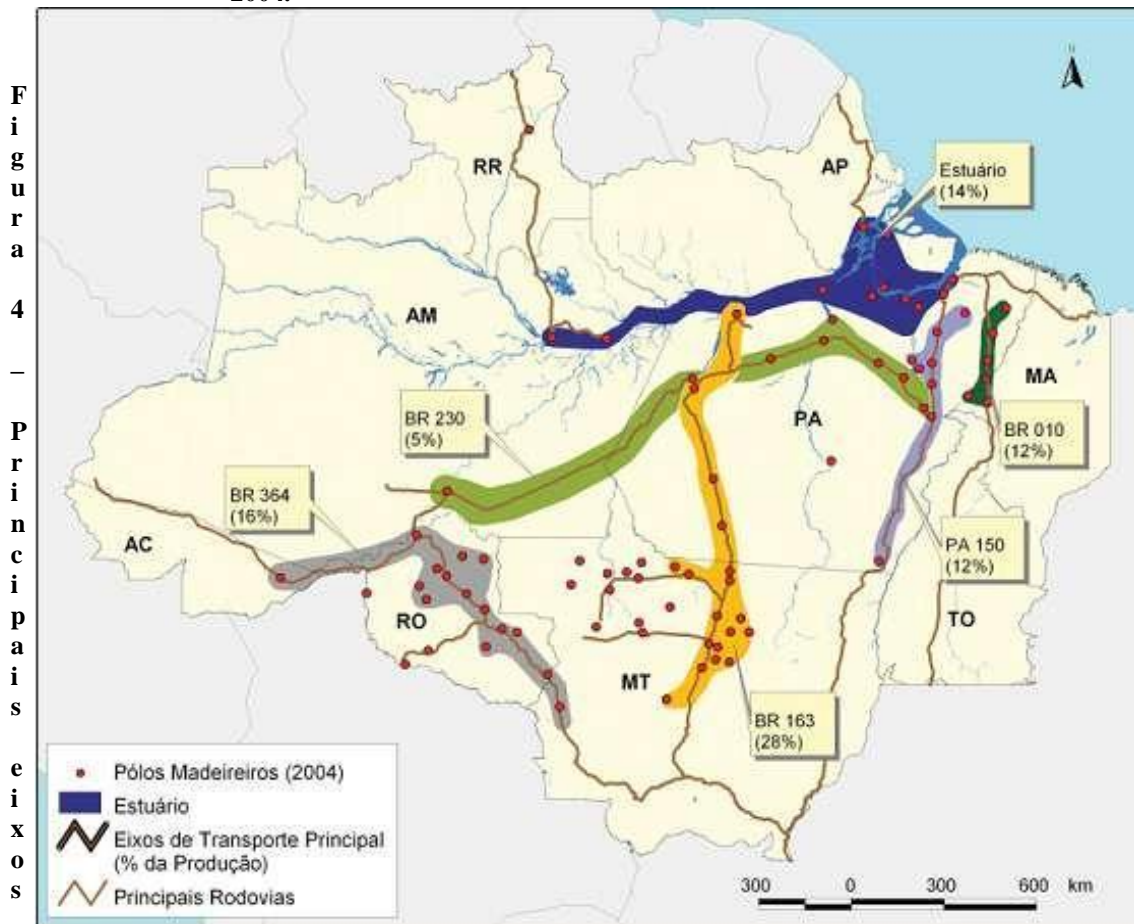 2004.
Figura 4 – Principais eixos
N
RR
AP
Estuário
(14%)
AM
MA
PA
BR 230
(5%)
BR 010
(12%)
BR 364
(16%)
AC
PA 150
(12%)
RO
TO
MT
BR 163
(28%)
Pólos Madeireiros (2004)
Estuário
Eixos de Transporte Principal
(% da Produção)
Principais Rodovias
300 0 300 600 km